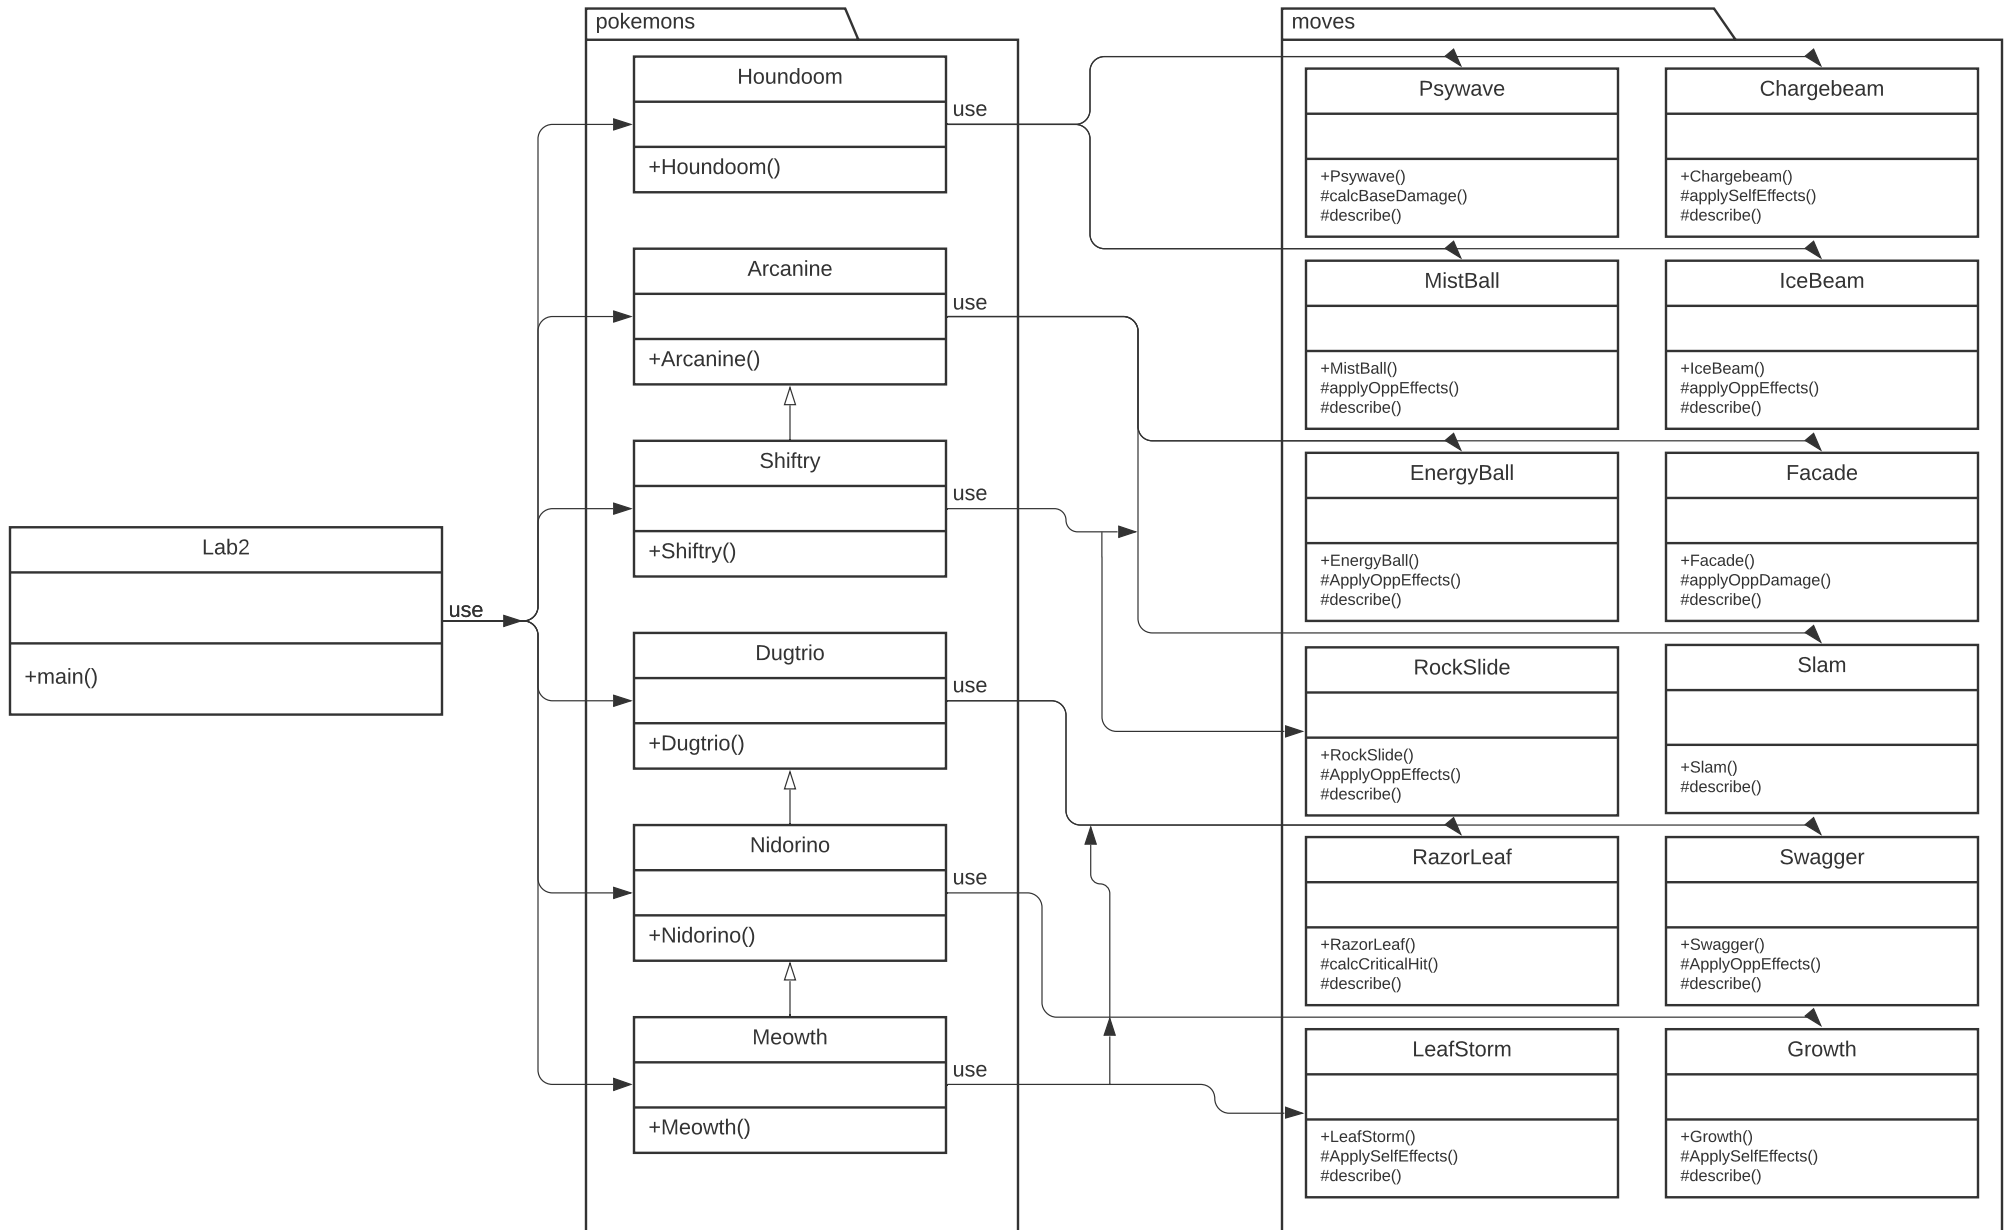 pokemons
moves
Houndoom
+Houndoom()
use
Arcanine
+Arcanine()
use
Shiftry
+Shiftry()
use
Lab2
+main()
use
Dugtrio
+Dugtrio()
use
Nidorino
+Nidorino()
use
Meowth
+Meowth()
use
Psywave
+Psywave()
#calcBaseDamage()
#describe()
Chargebeam
+Chargebeam()
#applySelfEffects()
#describe()
MistBall
+MistBall()
#applyOppEffects()
#describe()
IceBeam
+IceBeam()
#applyOppEffects()
#describe()
EnergyBall
+EnergyBall()
#ApplyOppEffects()
#describe()
Facade
+Facade()
#applyOppDamage()
#describe()
RockSlide
+RockSlide()
#ApplyOppEffects()
#describe()
Slam
+Slam()
#describe()
RazorLeaf
+RazorLeaf()
#calcCriticalHit()
#describe()
Swagger
+Swagger()
#ApplyOppEffects()
#describe()
LeafStorm
+LeafStorm()
#ApplySelfEffects()
#describe()
Growth
+Growth()
#ApplySelfEffects()
#describe()